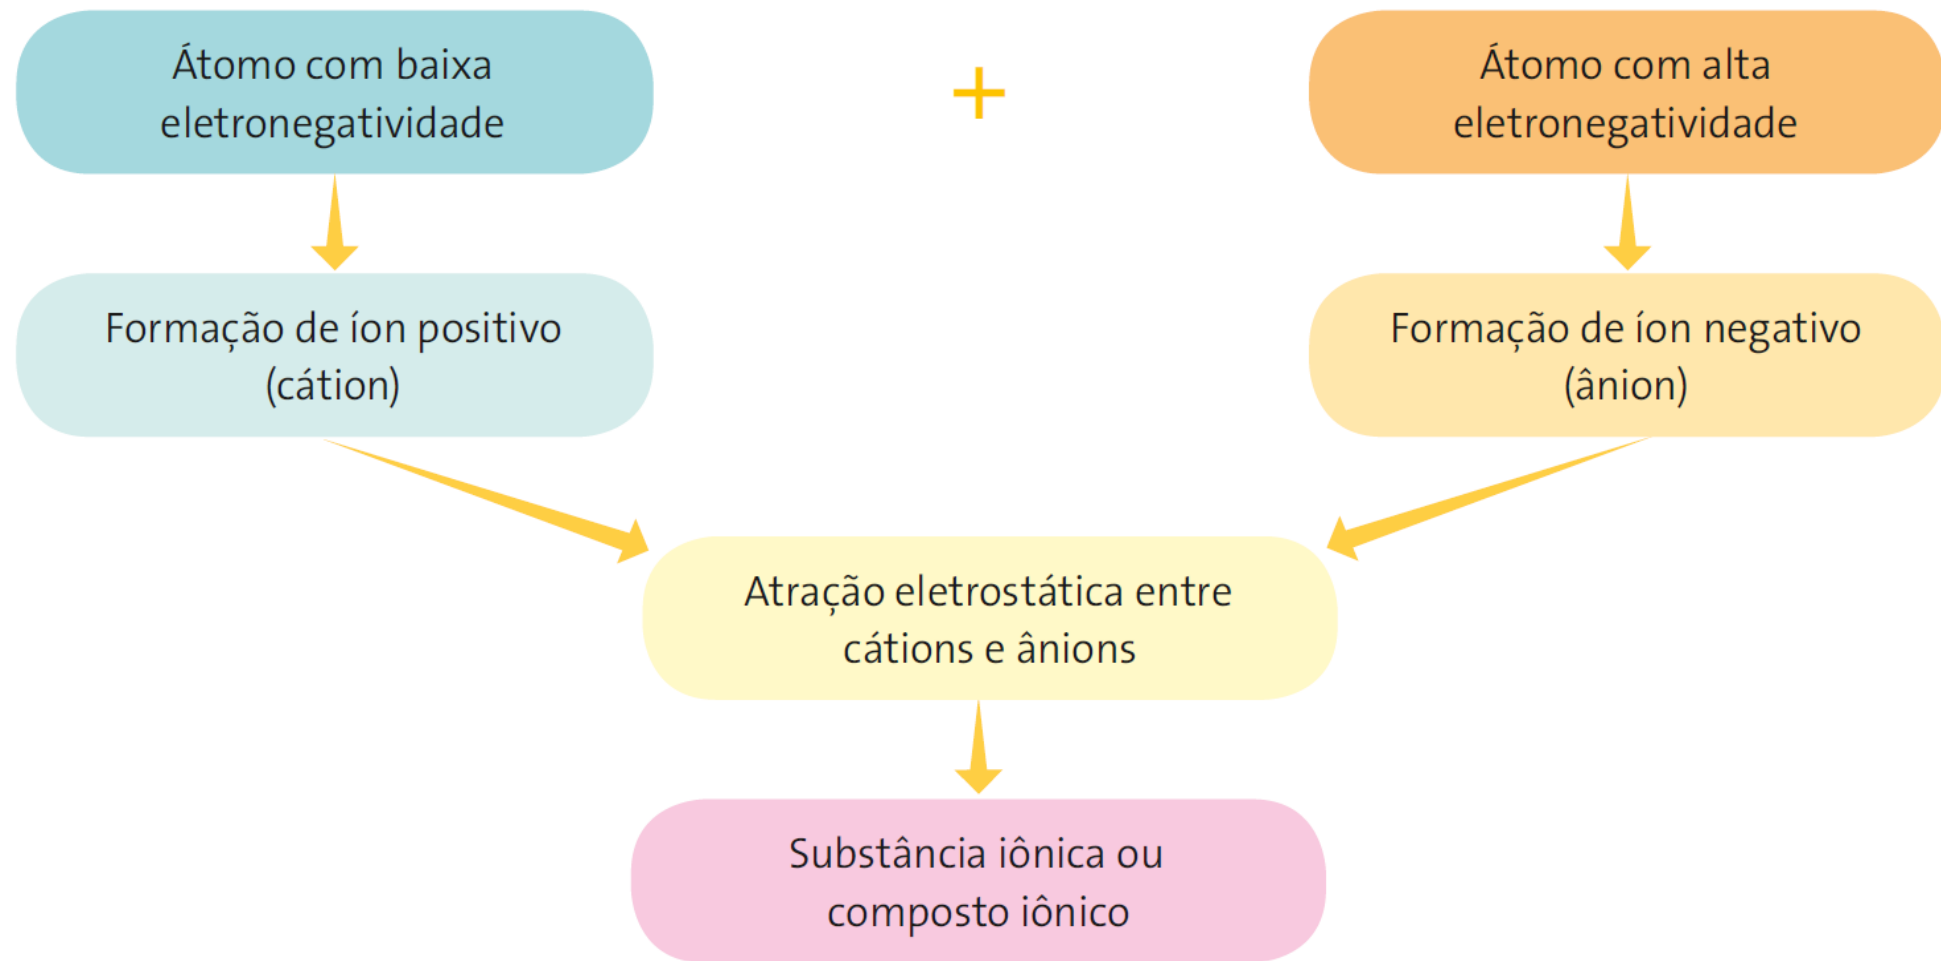 Átomo com baixa
eletronegatividade
+
Átomo com alta
eletronegatividade
Formação de íon positivo
(cátion)
Formação de íon negativo
(ânion)
Atração eletrostática entre
cátions e ânions
Substância iônica ou
composto iônico